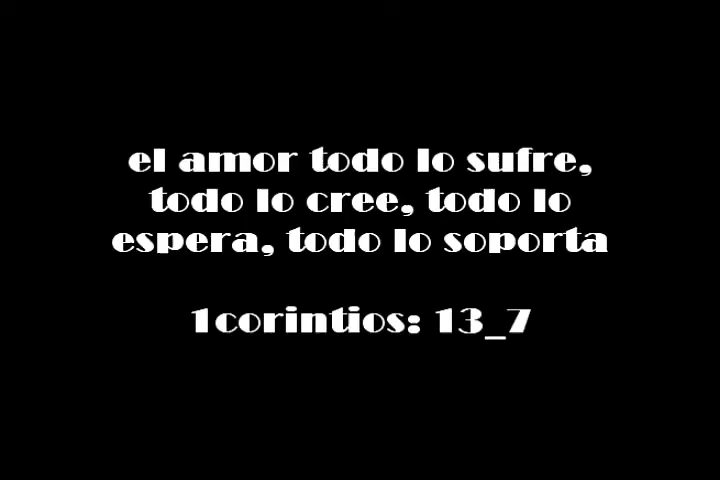 el amor todo lo sufre,
todo lo cree, todo lo
espera, todo lo soporta
1corintios: 13_7